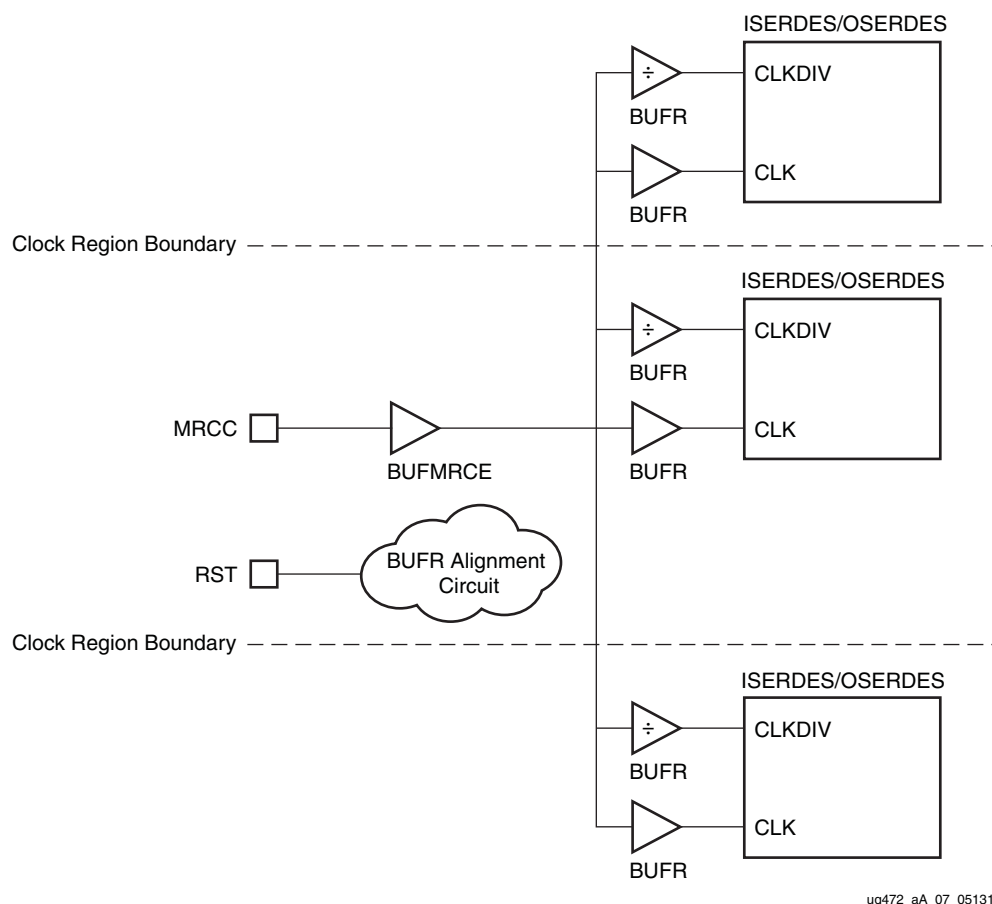 ISERDES/OSERDES
÷
CLKDIV
BUFR
CLK
BUFR
Clock Region Boundary
ISERDES/OSERDES
÷
CLKDIV
BUFR
MRCC
CLK
BUFMRCE
BUFR
RST
BUFR Alignment
Circuit
Clock Region Boundary
ISERDES/OSERDES
÷
CLKDIV
BUFR
CLK
BUFR
ug472_aA_07_05131